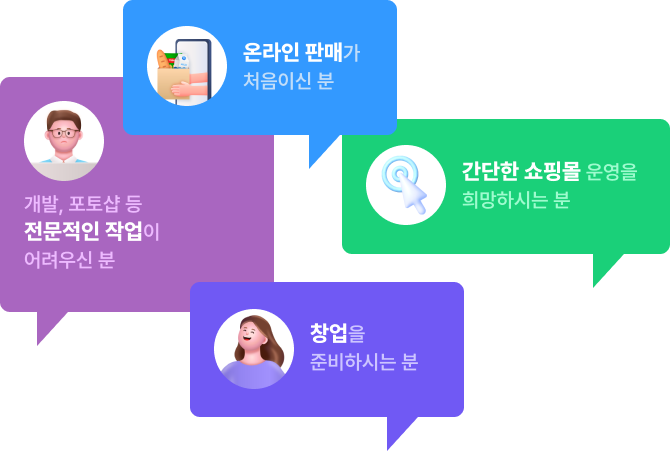 온라인 판매가
처음이신 분
개발, 포토샵 등
전문적인 작업이
어려우신 분
간단한 쇼핑몰 운영을
희망하시는 분
창업을
준비하시는 분